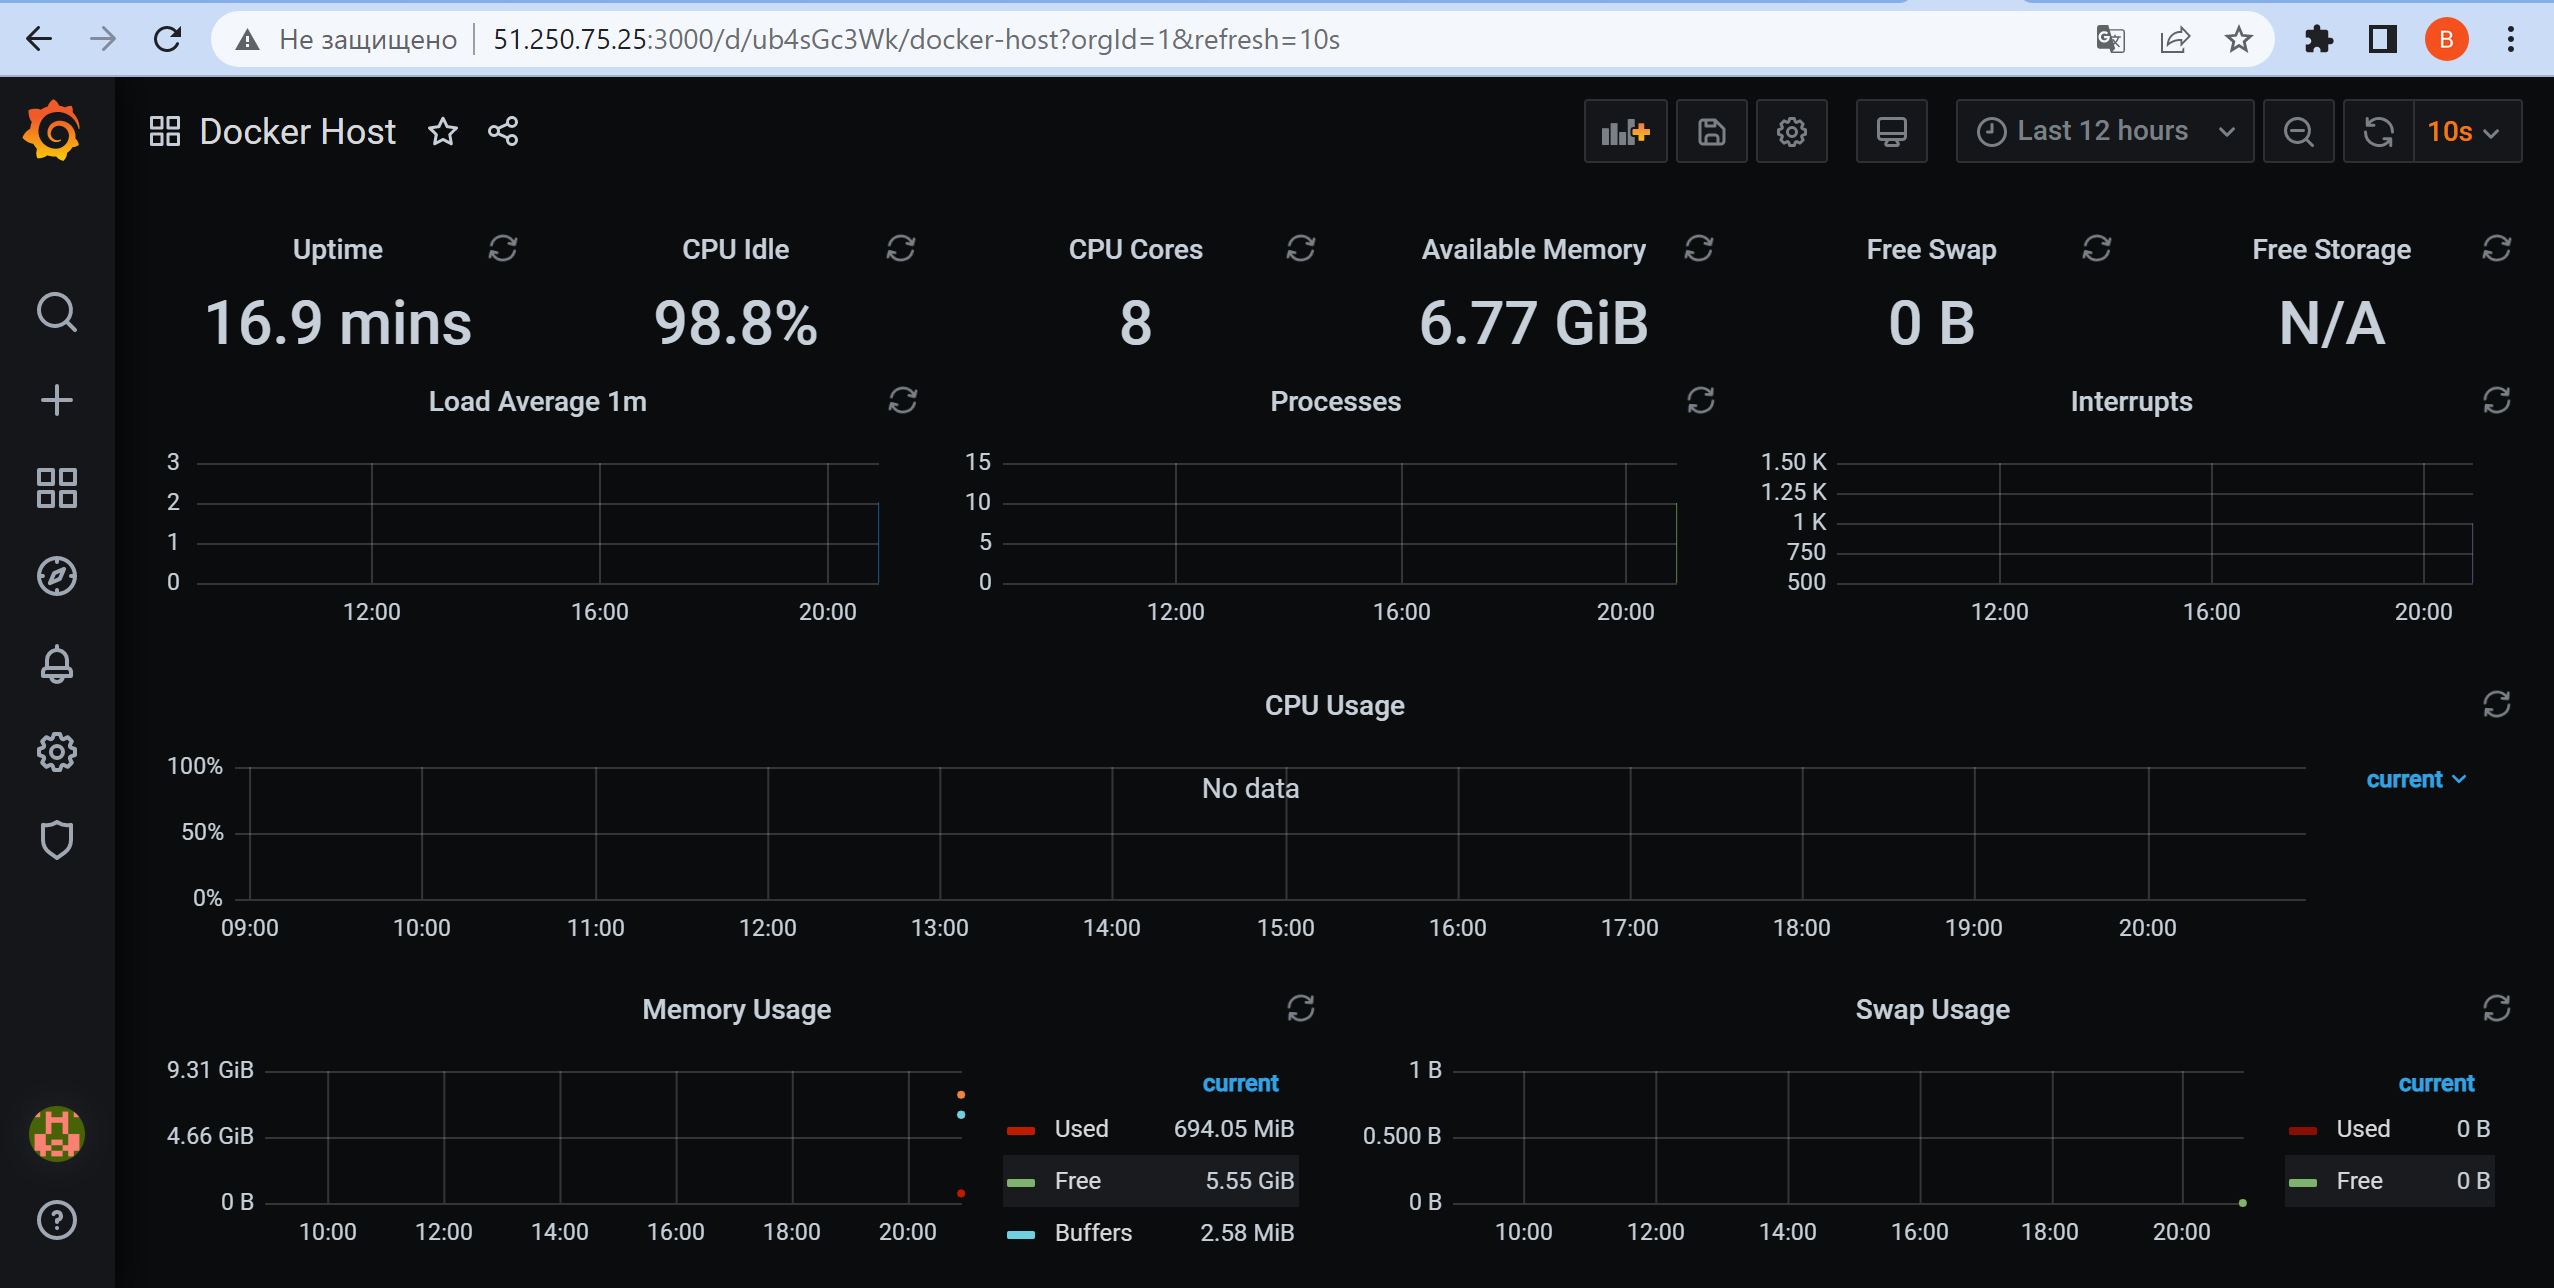 Не защищено 51.250.75.25:3000/d/ub4sGc3Wk/docker-host?orgId=1&refresh=10s B
Docker Host Last 12 hours 10s
Uptime CPU Idle CPU Cores Available Memory Free Swap Free Storage
16.9 mins 98.8% 8 6.77 GiB 0 B N/A
Load Average 1m Processes Interrupts
3 15 1.50 K
1.25 K
2 10 1 K
1 5 750
0 0 500
12:00 16:00 20:00 12:00 16:00 20:00 12:00 16:00 20:00
CPU Usage
100%
No data current
50%
0%
09:00 10:00 11:00 12:00 13:00 14:00 15:00 16:00 17:00 18:00 19:00 20:00
Memory Usage Swap Usage
9.31 GiB 1 B
current current
4.66 GiB Used 694.05 MiB 0.500 B Used 0 B
0 B Free 5.55 GiB 0 B Free 0 B
10:00 12:00 14:00 16:00 18:00 20:00 Buffers 2.58 MiB 10:00 12:00 14:00 16:00 18:00 20:00